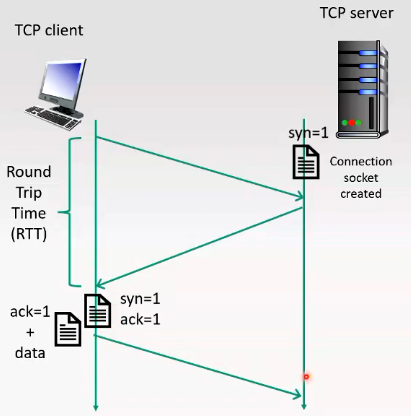 TCP server
TCP client
syn=1
Connection
socket
created
Round
Trip
Time
(RTT)
syn=1
ack=1
ack=1
+
data